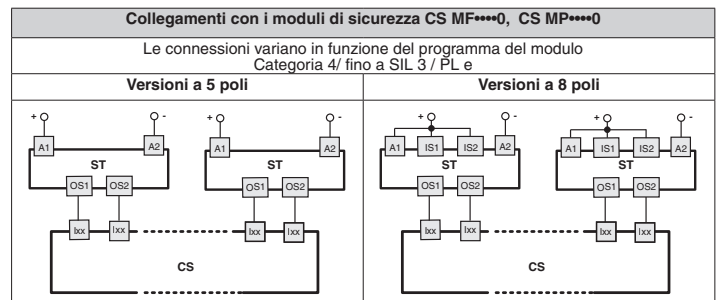 Collegamenti con i moduli di sicurezza CS MF••••0, CS MP••••0
Le connessioni variano in funzione del programma del modulo
Categoria 4/ fino a SIL 3 / PL e
Versioni a 5 poli
Versioni a 8 poli
+ - + - + - + -
A1 A2 A1 A2 A1 IS1 IS2 A2 A1 IS1 IS2 A2
ST ST ST ST
OS1 OS2 OS1 OS2 OS1 OS2 OS1 OS2
Ixx Ixx Ixx Ixx Ixx Ixx Ixx Ixx
CS CS